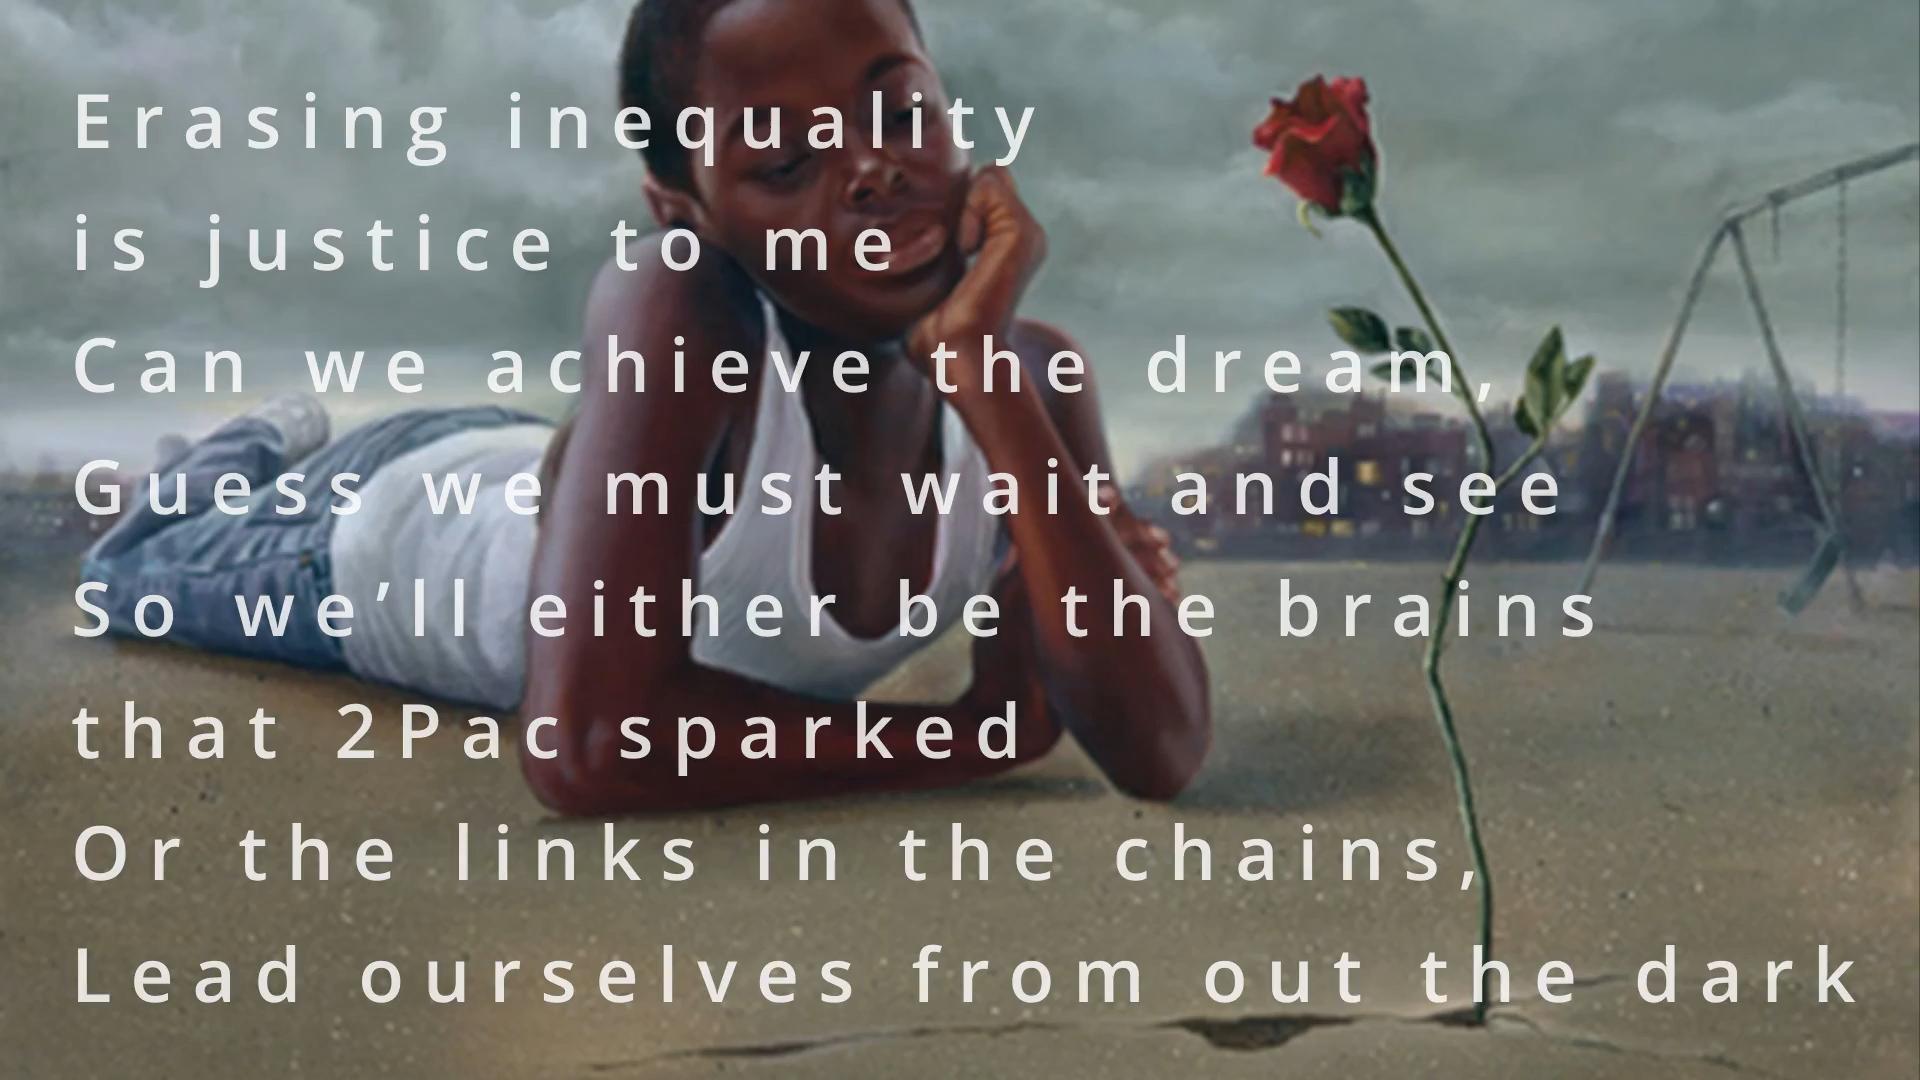 Erasing inequality
is justice to me
Can we achieve the dream,
Guess we must wait and see
So we’ll either be the brains
that 2Pac sparked
Or the links in the chains,
Lead ourselves from out the dark